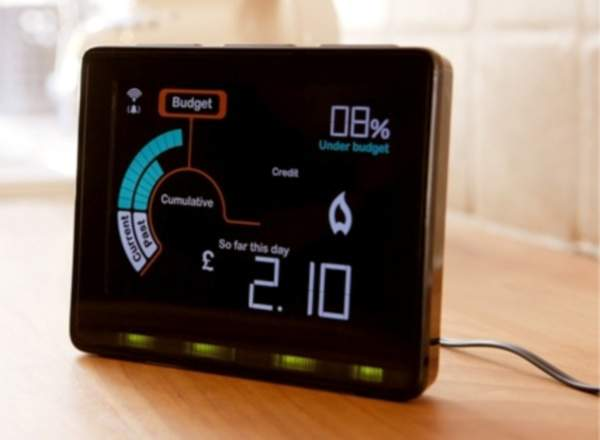 Budget
08%
Under budget
Credit
Cumulative
Current
Past
So far this day
£ 2.10